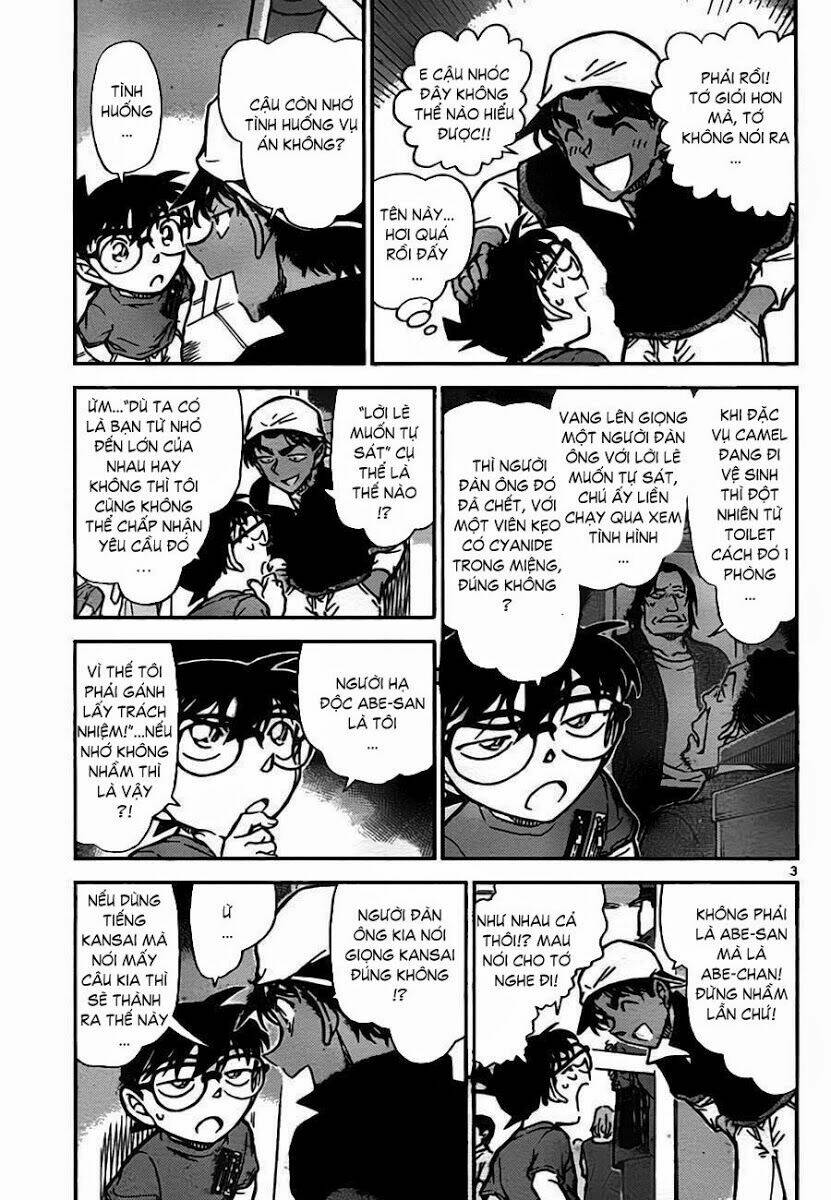 PHẢI RỒI!
TỚ GIỎI HƠN
MÀ, TỚ
KHÔNG NÓI RA
...
E CẬU NHÓC
ĐÂY KHÔNG
THỂ NÀO HIỂU
ĐƯỢC!!
TÊN NÀY...
HƠI QUÁ
RỒI ĐẤY
...
CẬU CÒN NHỚ
TÌNH HUỐNG VỤ
ÁN KHÔNG?
TÌNH
HUỐNG
...
KHI ĐẶC
VỤ CAMEL
ĐANG ĐI
VỆ SINH
THÌ ĐỘT
NHIÊN TỪ
TOILET
CÁCH ĐÓ 1
PHÒNG
...
VANG LÊN GIỌNG
MỘT NGƯỜI ĐÀN
ÔNG VỚI LỜI LẼ
MUỐN TỰ SÁT,
CHÚ ẤY LIỀN
CHẠY QUA XEM
TÌNH HÌNH
...
THÌ NGƯỜI
ĐÀN ÔNG ĐÓ
ĐÃ CHẾT, VỚI
MỘT VIÊN KẸO
CÓ CYANIDE
TRONG MIỆNG,
ĐÚNG KHÔNG
?
"LỜI LẼ
MUỐN TỰ
SÁT" CỤ
THỂ LÀ
THẾ NÀO
!?
ỪM..."DÙ TA CÓ
LÀ BẠN TỪ NHỎ
ĐẾN LỚN CỦA
NHAU HAY
KHÔNG THÌ TÔI
CŨNG KHÔNG
THỂ CHẤP NHẬN
YÊU CẦU ĐÓ
...
NGƯỜI HẠ
ĐỘC ABE-SAN
LÀ TÔI
...
VÌ THẾ TÔI
PHẢI GÁNH
LẤY TRÁCH
NHIỆM!"...NẾU
NHỚ KHÔNG
NHẦM THÌ
LÀ VẬY
?!
3
KHÔNG PHẢI
LÀ ABE-SAN
MÀ LÀ
ABE-CHAN!
ĐỪNG NHẦM
LẪN CHỨ!
NHƯ NHAU CẢ
THÔI!? MAU
NÓI CHO TỚ
NGHE ĐI!
NGƯỜI ĐÀN
ÔNG KIA NÓI
GIỌNG KANSAI
ĐÚNG KHÔNG
!?
Ừ
...
NẾU DÙNG
TIẾNG
KANSAI MÀ
NÓI MẤY
CÂU KIA THÌ
SẼ THÀNH
RA THẾ NÀY
...